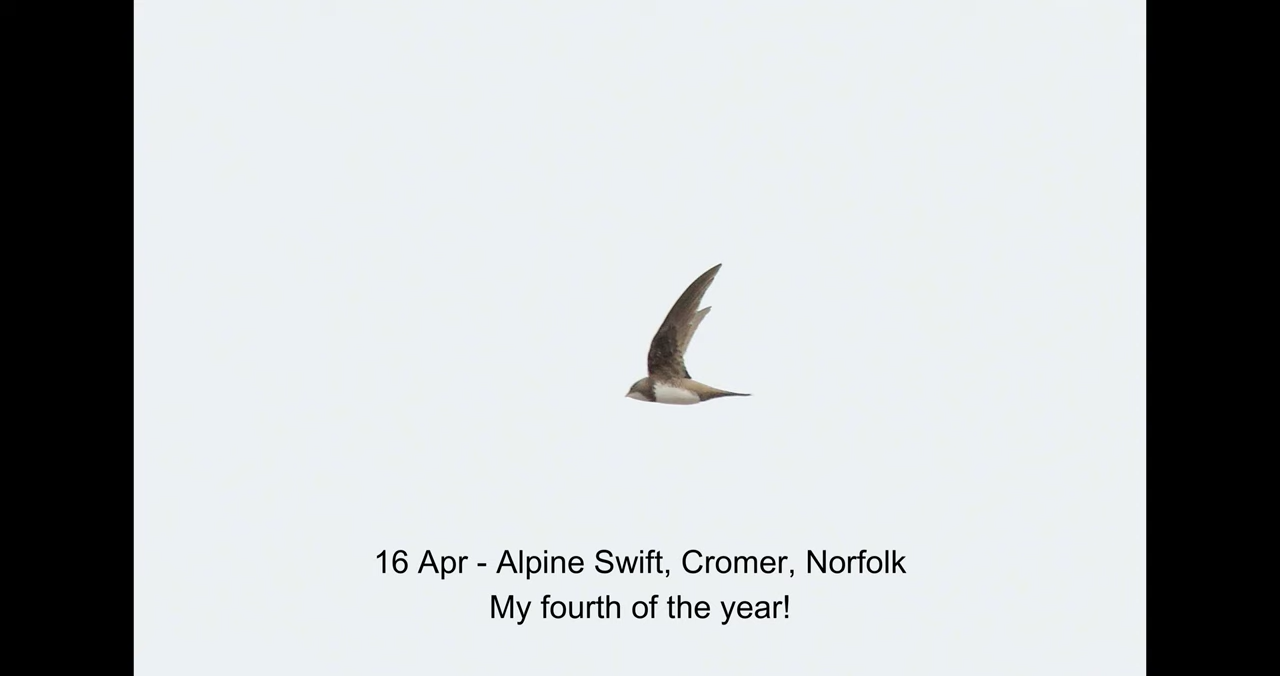 16 Apr - Alpine Swift, Cromer, Norfolk
My fourth of the year!